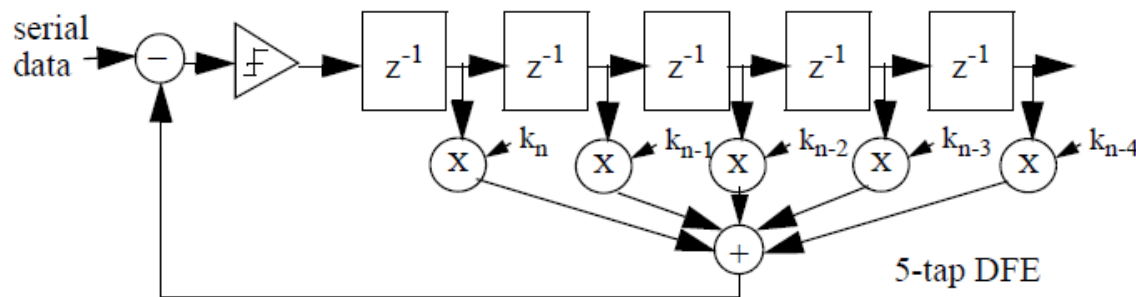 serial
data
−
z⁻¹ z⁻¹ z⁻¹ z⁻¹ z⁻¹
kₙ kₙ₋₁ kₙ₋₂ kₙ₋₃ kₙ₋₄
X X X X X
+
5-tap DFE